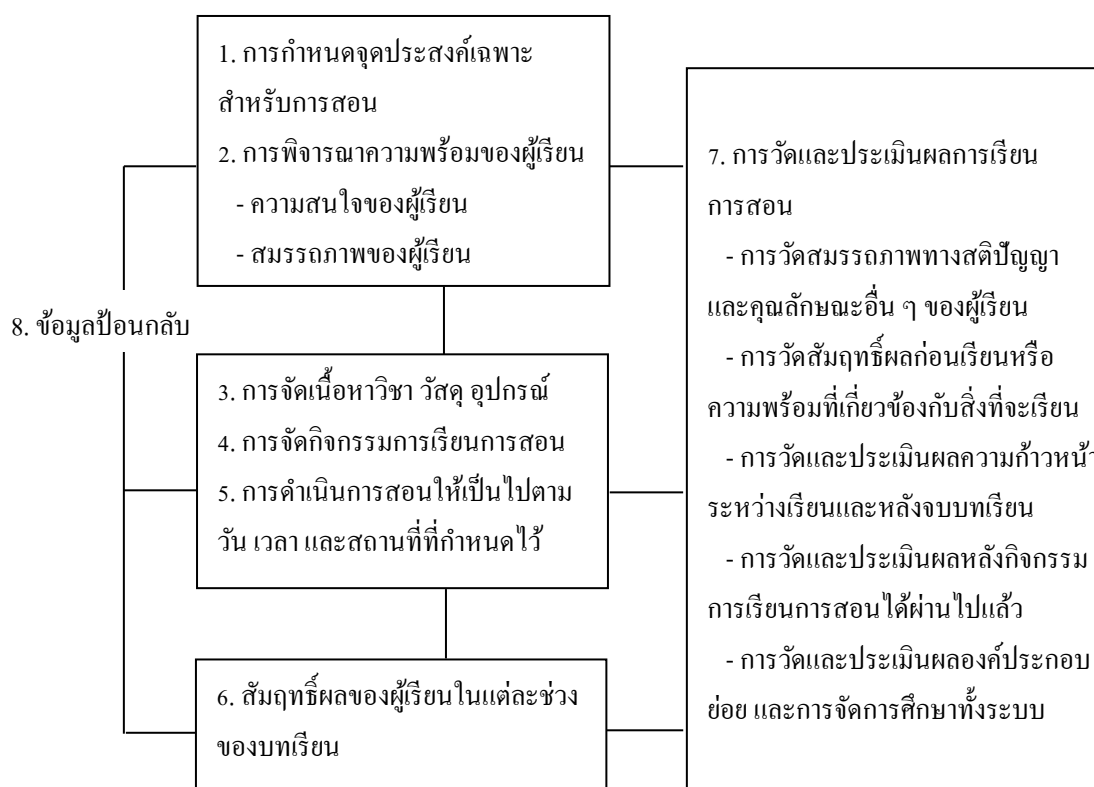 1. การกำหนดจุดประสงค์เฉพาะ
สำหรับการสอน
2. การพิจารณาความพร้อมของผู้เรียน
- ความสนใจของผู้เรียน
- สมรรถภาพของผู้เรียน
8. ข้อมูลป้อนกลับ
3. การจัดเนื้อหาวิชา วัสดุ อุปกรณ์
4. การจัดกิจกรรมการเรียนการสอน
5. การดำเนินการสอนให้เป็นไปตาม
วัน เวลา และสถานที่ที่กำหนดไว้
6. สัมฤทธิ์ผลของผู้เรียนในแต่ละช่วง
ของบทเรียน
7. การวัดและประเมินผลการเรียน
การสอน
- การวัดสมรรถภาพทางสติปัญญา
และคุณลักษณะอื่น ๆ ของผู้เรียน
- การวัดสัมฤทธิ์ผลก่อนเรียนหรือ
ความพร้อมที่เกี่ยวข้องกับสิ่งที่จะเรียน
- การวัดและประเมินผลความก้าวหน้า
ระหว่างเรียนและหลังจบบทเรียน
- การวัดและประเมินผลหลังกิจกรรม
การเรียนการสอนได้ผ่านไปแล้ว
- การวัดและประเมินผลองค์ประกอบ
ย่อย และการจัดการศึกษาทั้งระบบ